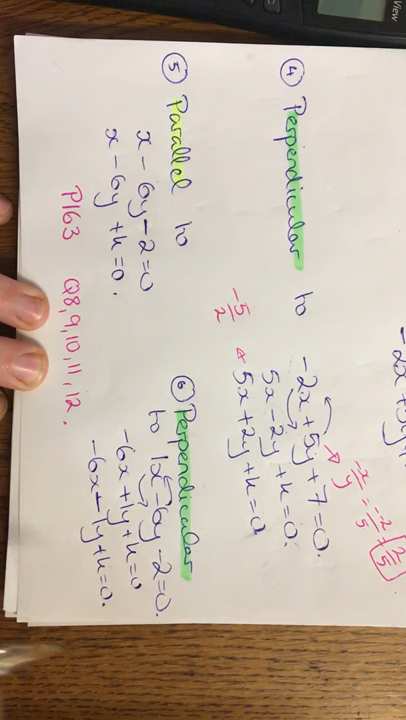 View
④ Perpendicular to -2x + 5y + 7 = 0.
5x - 2y + k = 0.
5x + 2y + k = 0.
-5/2
-x/y = -2/5 2/5
⑤ Parallel to
x - 6y - 2 = 0
x - 6y + k = 0.
P163 Q8, 9, 10, 11, 12.
⑥ Perpendicular
to 1x - 6y - 2 = 0.
-6x + 1y + k = 0
-6x - 1y + k = 0.